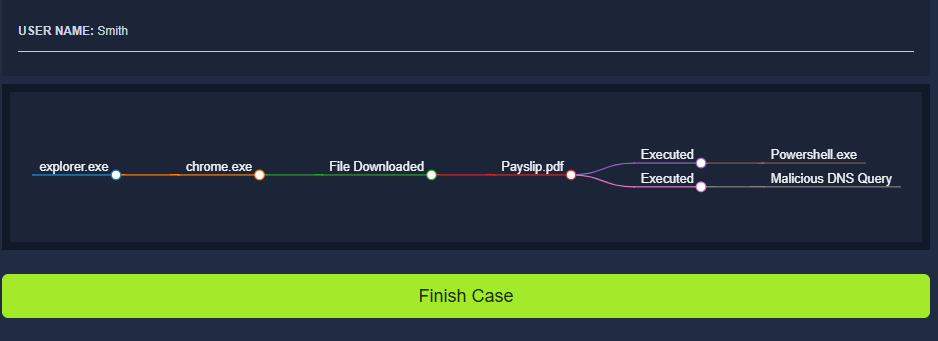 USER NAME: Smith
explorer.exe
chrome.exe
File Downloaded
Payslip.pdf
Executed
Powershell.exe
Executed
Malicious DNS Query
Finish Case